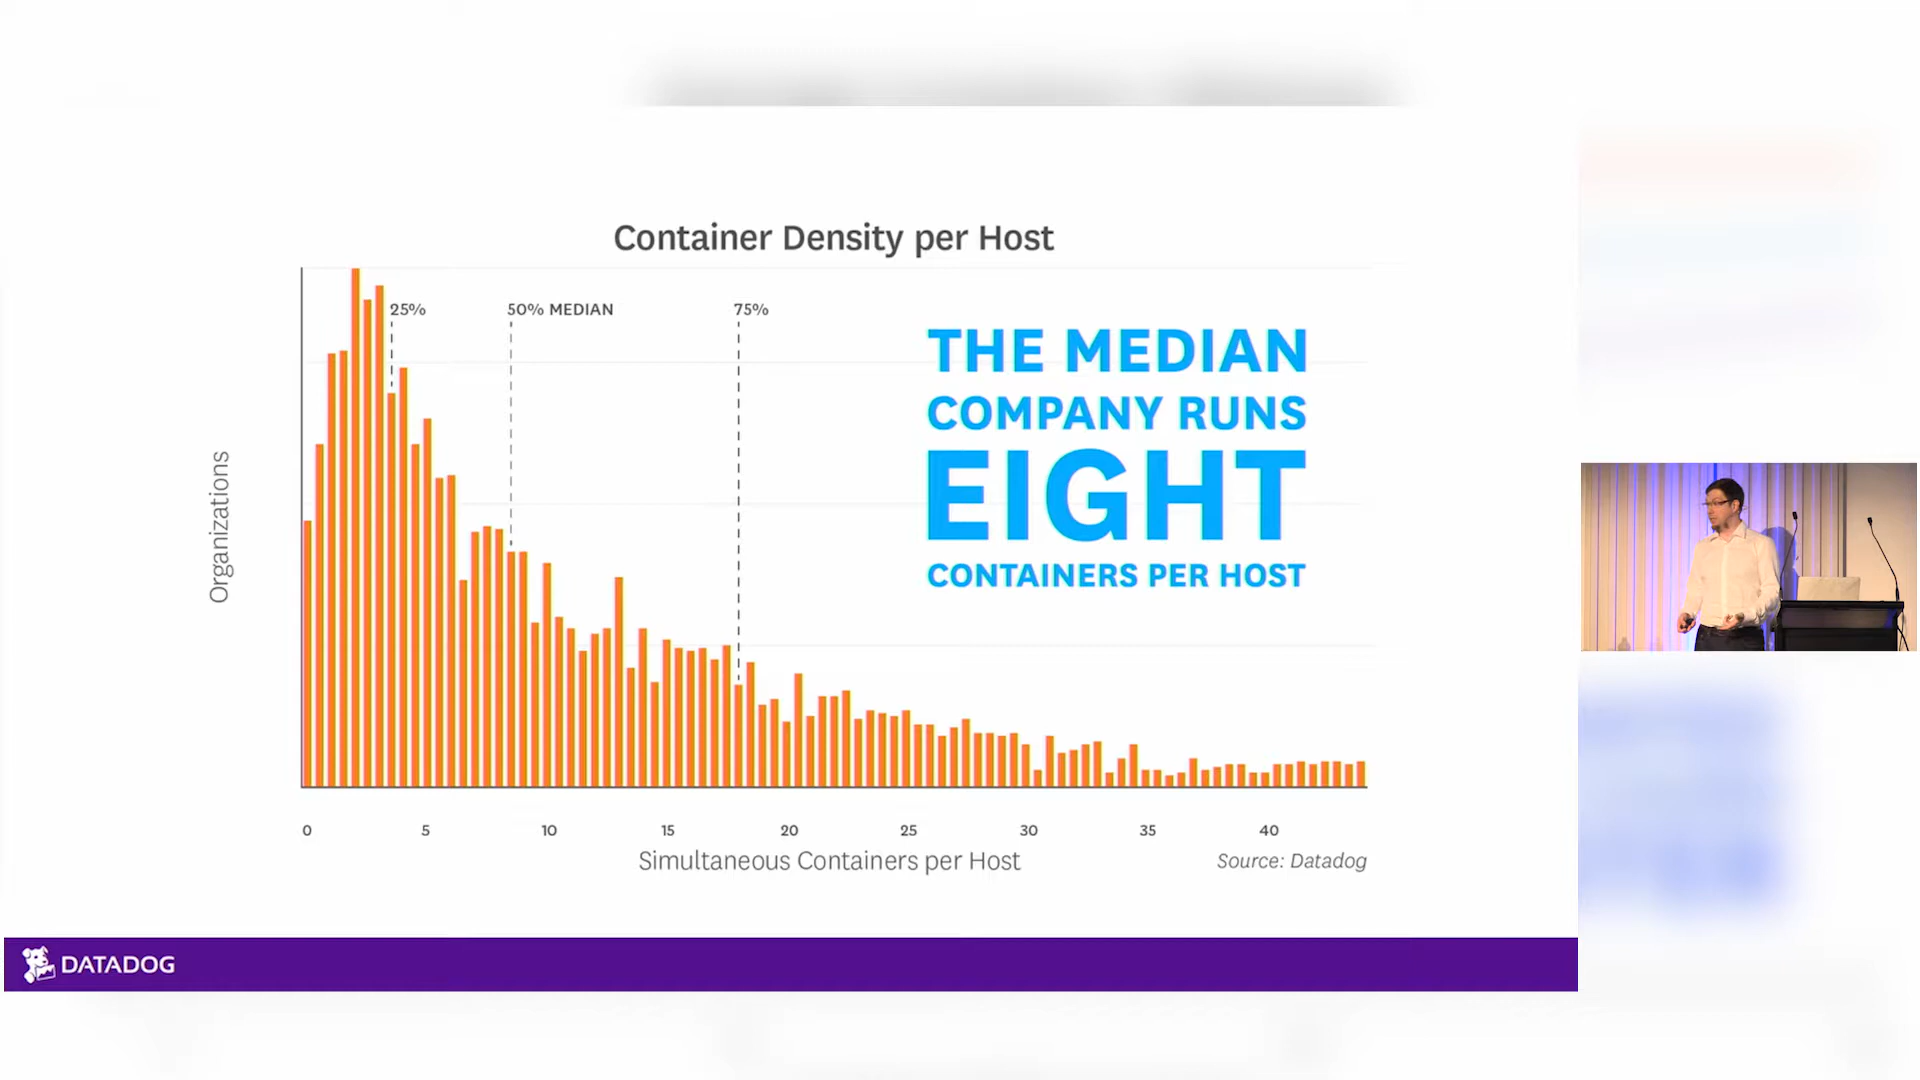 Container Density per Host
25%
50% MEDIAN
75%
THE MEDIAN
COMPANY RUNS
EIGHT
CONTAINERS PER HOST
Organizations
0 5 10 15 20 25 30 35 40
Simultaneous Containers per Host
Source: Datadog
DATADOG